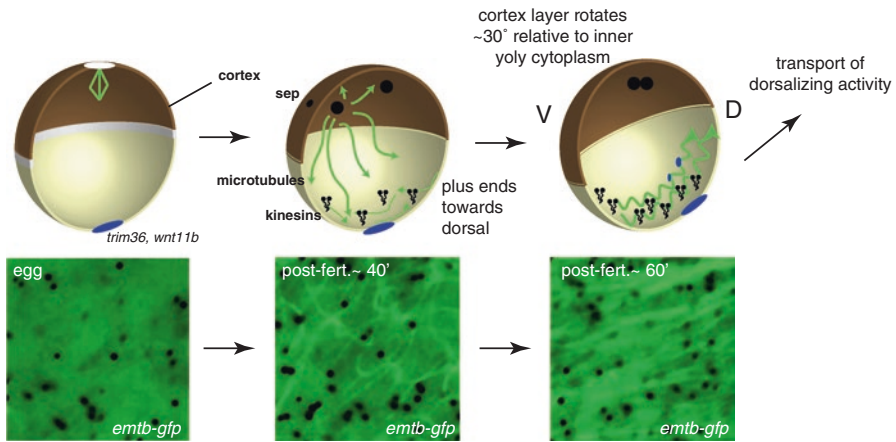 cortex
trim36, wnt11b
sep
microtubules
kinesins
plus ends
towards
dorsal
cortex layer rotates
~30˚ relative to inner
yoly cytoplasm
V
D
transport of
dorsalizing activity
egg
emtb-gfp
post-fert.~ 40'
emtb-gfp
post-fert.~ 60'
emtb-gfp